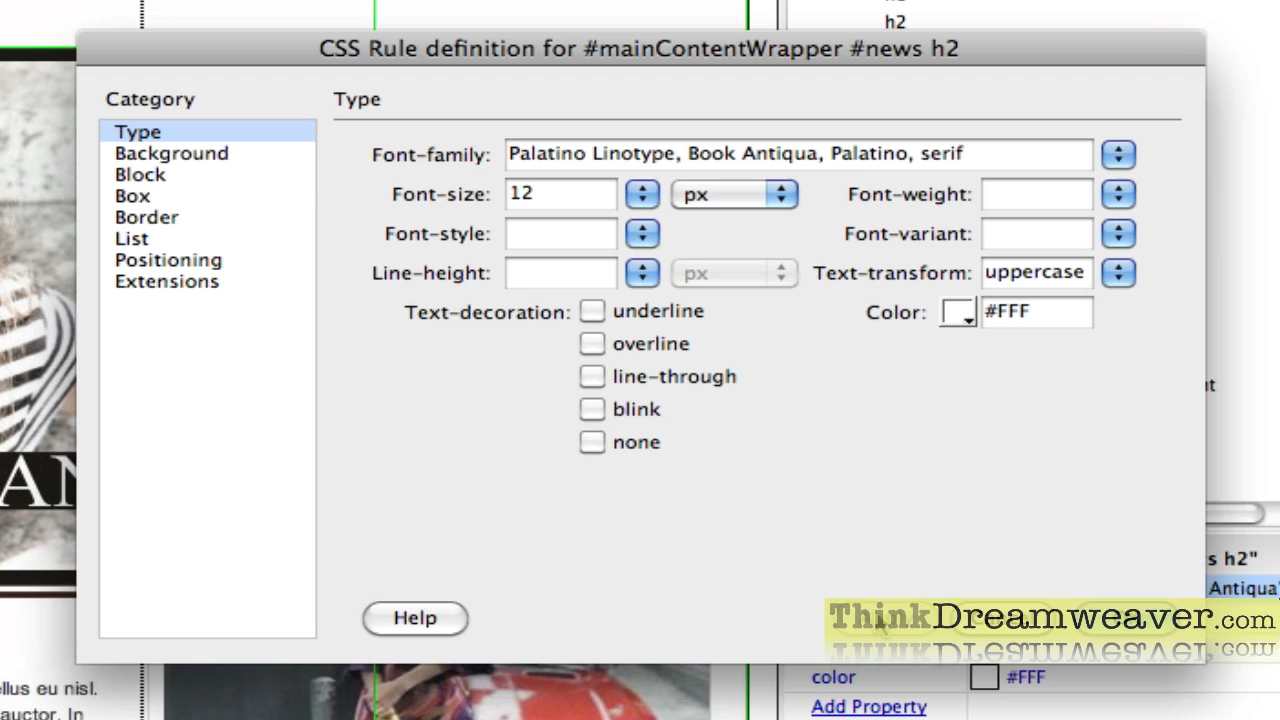 h2
CSS Rule definition for #mainContentWrapper #news h2
Category
Type
Background
Block
Box
Border
List
Positioning
Extensions
Type
Font-family: Palatino Linotype, Book Antiqua, Palatino, serif
Font-size: 12 px Font-weight:
Font-style: Font-variant:
Line-height: px Text-transform: uppercase
Text-decoration: underline Color: #FFF
overline
line-through
blink
none
Help
ThinkDreamweaver.com
AN
s h2"
Antiqua,
color #FFF
Add Property
ellus eu nisl.
auctor. In